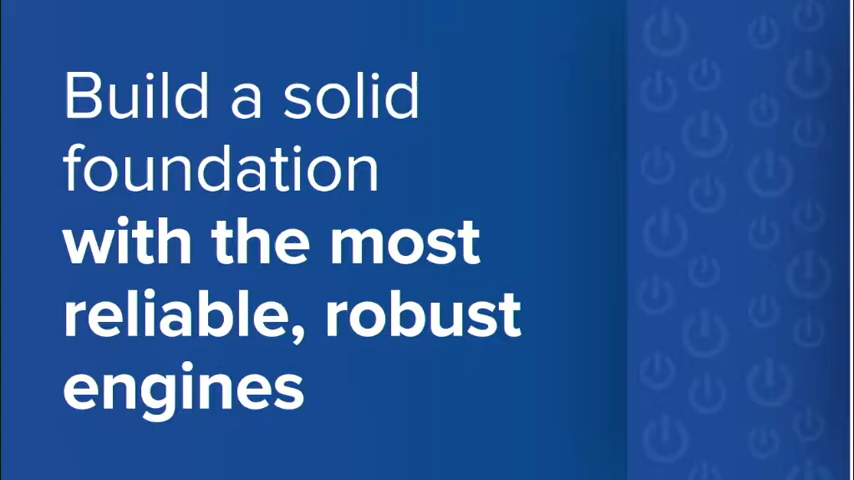 Build a solid
foundation
with the most
reliable, robust
engines